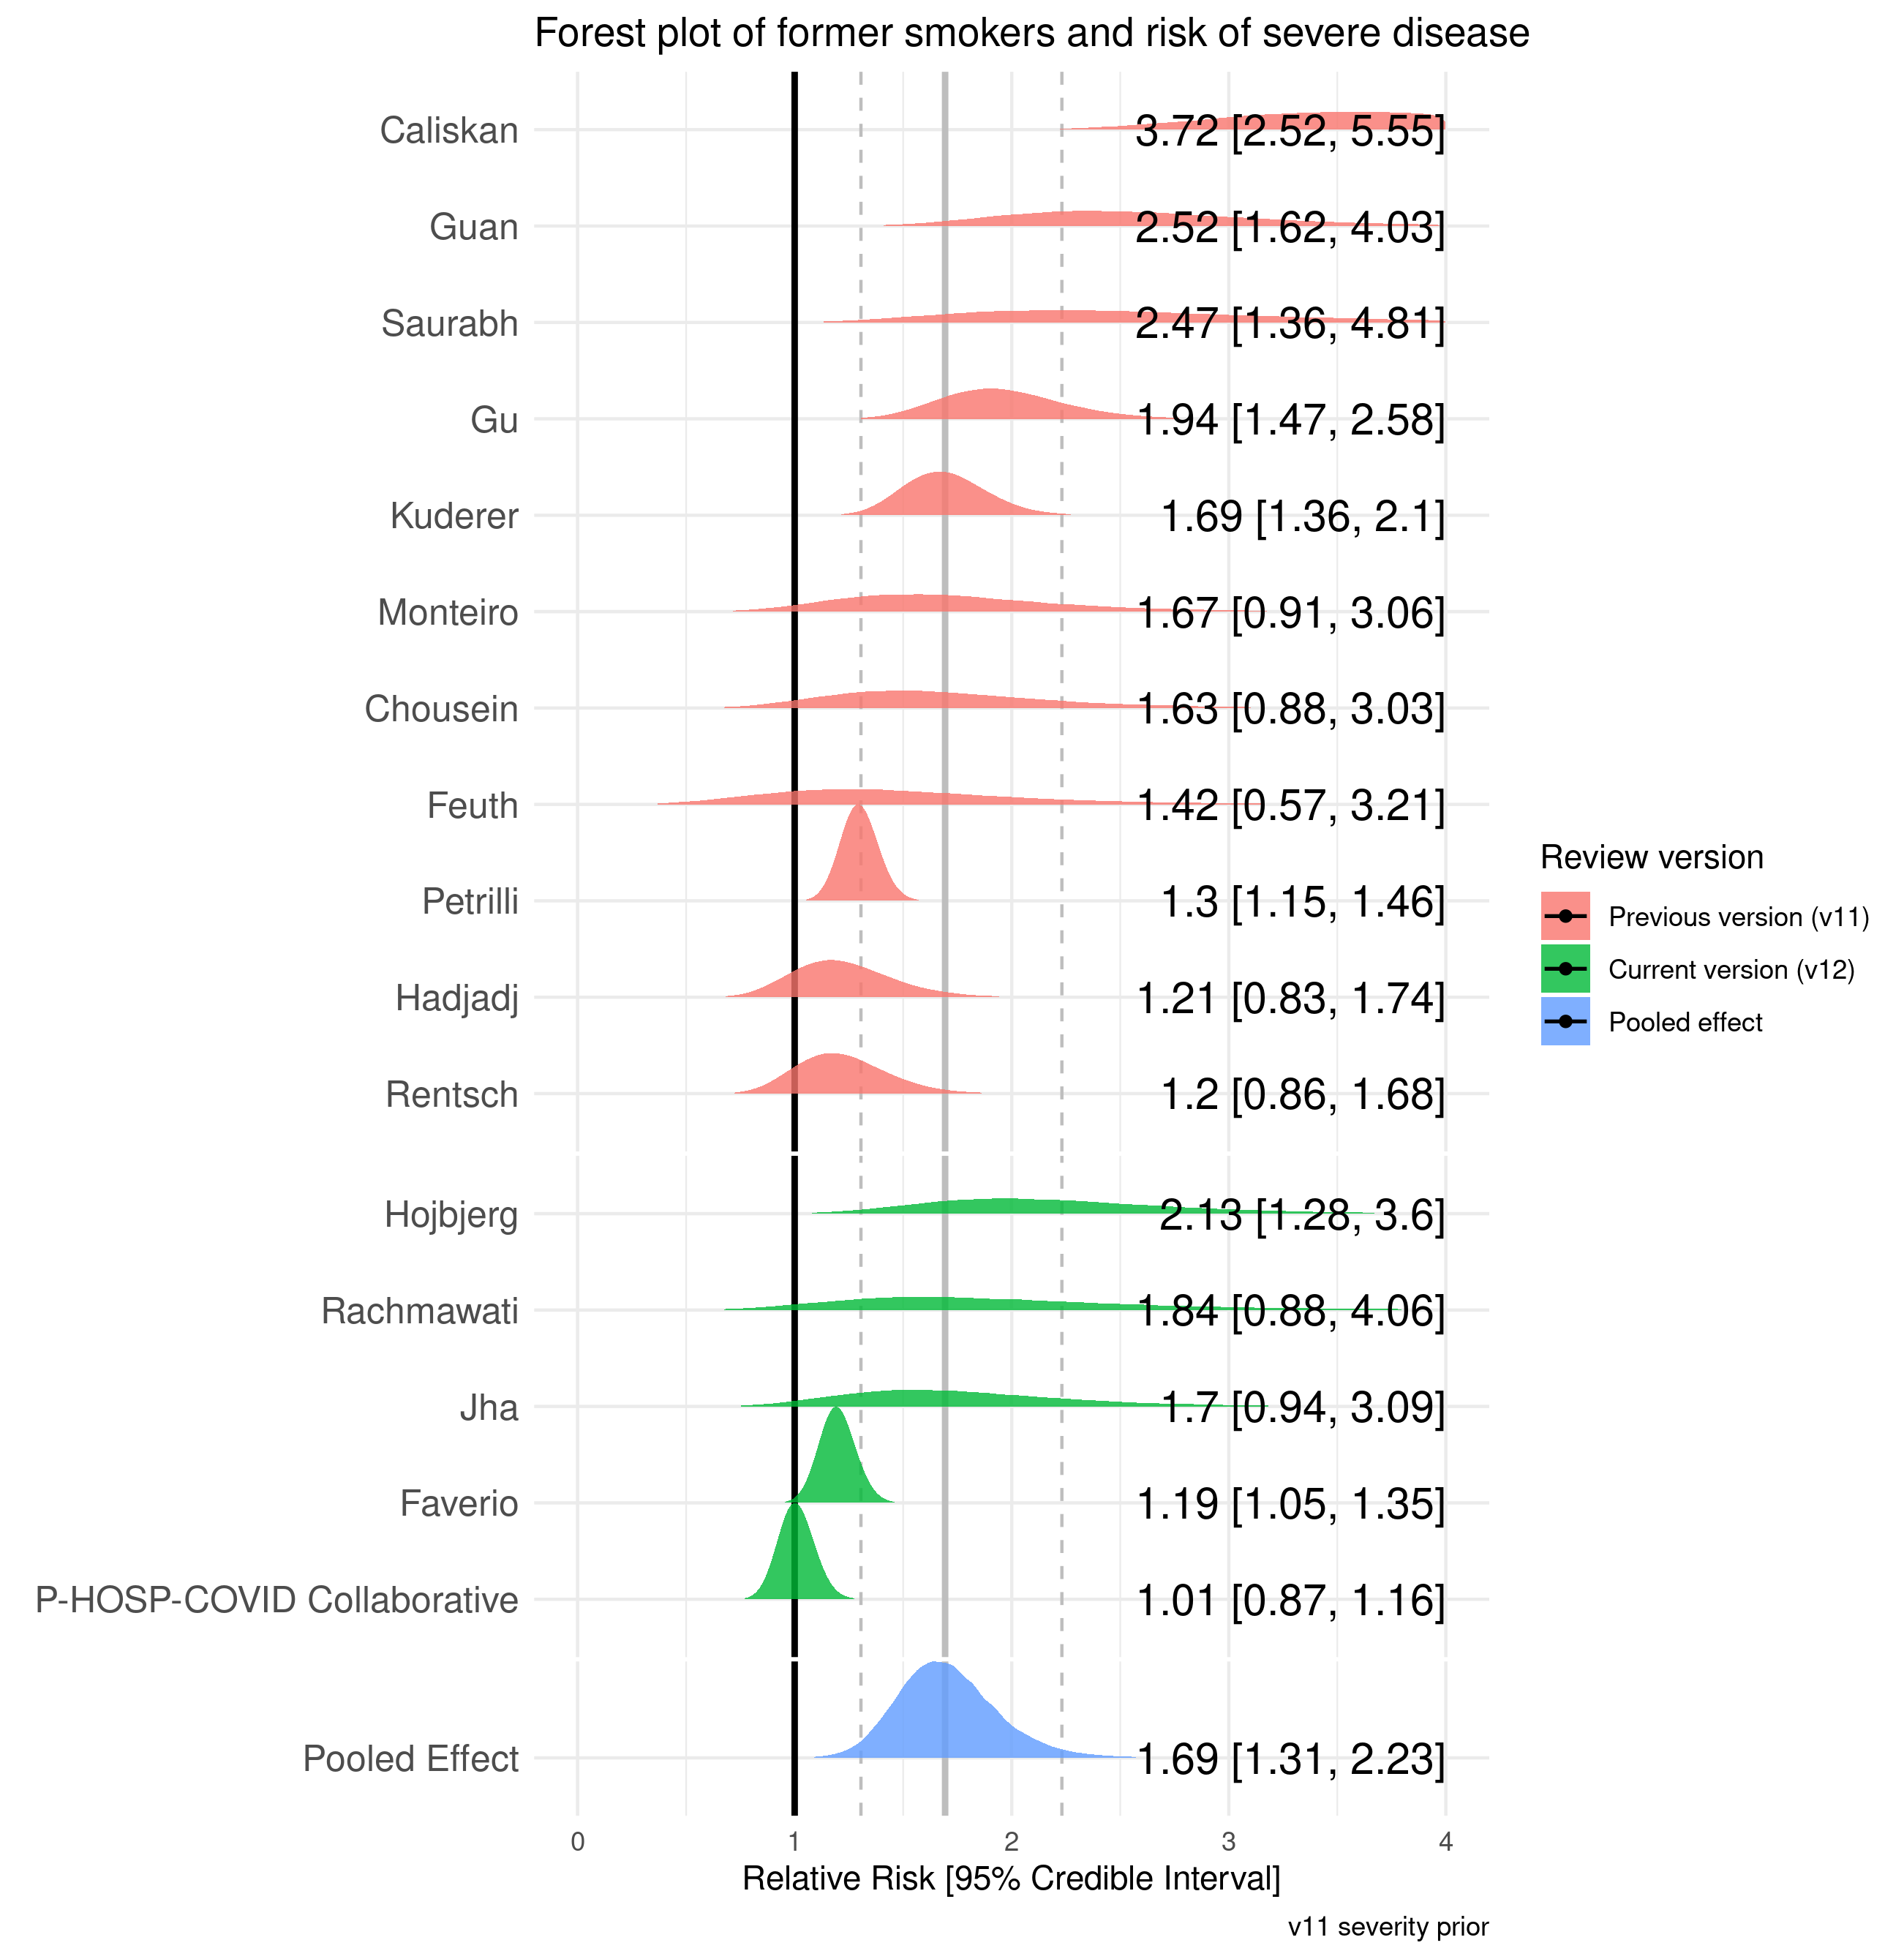 Forest plot of former smokers and risk of severe disease
Caliskan 3.72 [2.52, 5.55]
Guan 2.52 [1.62, 4.03]
Saurabh 2.47 [1.36, 4.81]
Gu 1.94 [1.47, 2.58]
Kuderer 1.69 [1.36, 2.1]
Monteiro 1.67 [0.91, 3.06]
Chousein 1.63 [0.88, 3.03]
Feuth 1.42 [0.57, 3.21]
Petrilli 1.3 [1.15, 1.46]
Hadjadj 1.21 [0.83, 1.74]
Rentsch 1.2 [0.86, 1.68]
Hojbjerg 2.13 [1.28, 3.6]
Rachmawati 1.84 [0.88, 4.06]
Jha 1.7 [0.94, 3.09]
Faverio 1.19 [1.05, 1.35]
P-HOSP-COVID Collaborative 1.01 [0.87, 1.16]
Pooled Effect 1.69 [1.31, 2.23]
0 1 2 3 4
Relative Risk [95% Credible Interval]
v11 severity prior
Review version
Previous version (v11)
Current version (v12)
Pooled effect